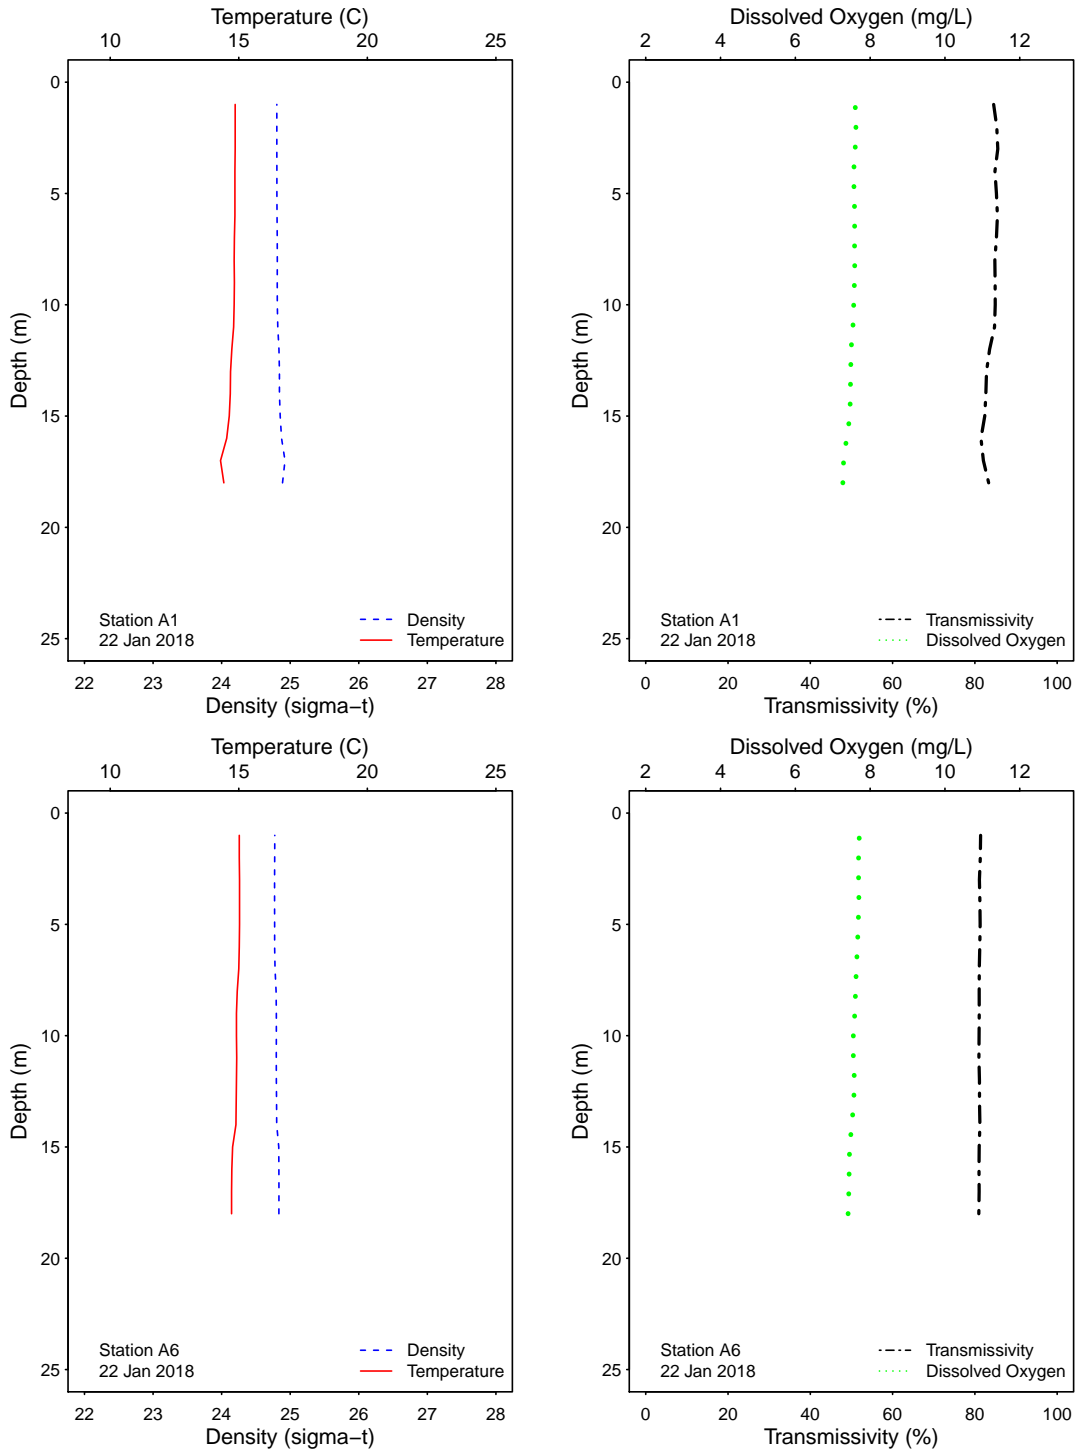 Temperature (C)
10 15 20 25
0
5
10
15
20
25
Depth (m)
Station A1
22 Jan 2018
Density
Temperature
22 23 24 25 26 27 28
Density (sigma−t)
Dissolved Oxygen (mg/L)
2 4 6 8 10 12
0
5
10
15
20
25
Depth (m)
Station A1
22 Jan 2018
Transmissivity
Dissolved Oxygen
0 20 40 60 80 100
Transmissivity (%)
Temperature (C)
10 15 20 25
0
5
10
15
20
25
Depth (m)
Station A6
22 Jan 2018
Density
Temperature
22 23 24 25 26 27 28
Density (sigma−t)
Dissolved Oxygen (mg/L)
2 4 6 8 10 12
0
5
10
15
20
25
Depth (m)
Station A6
22 Jan 2018
Transmissivity
Dissolved Oxygen
0 20 40 60 80 100
Transmissivity (%)